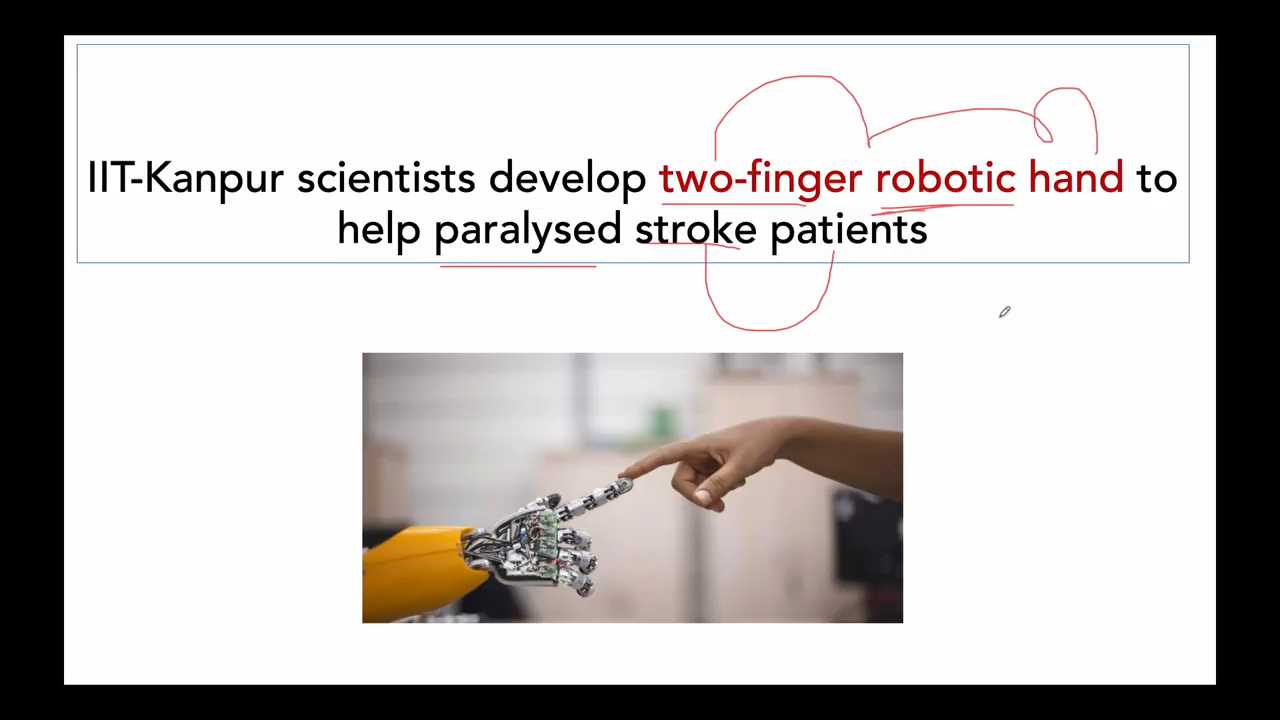 IIT-Kanpur scientists develop two-finger robotic hand to
help paralysed stroke patients